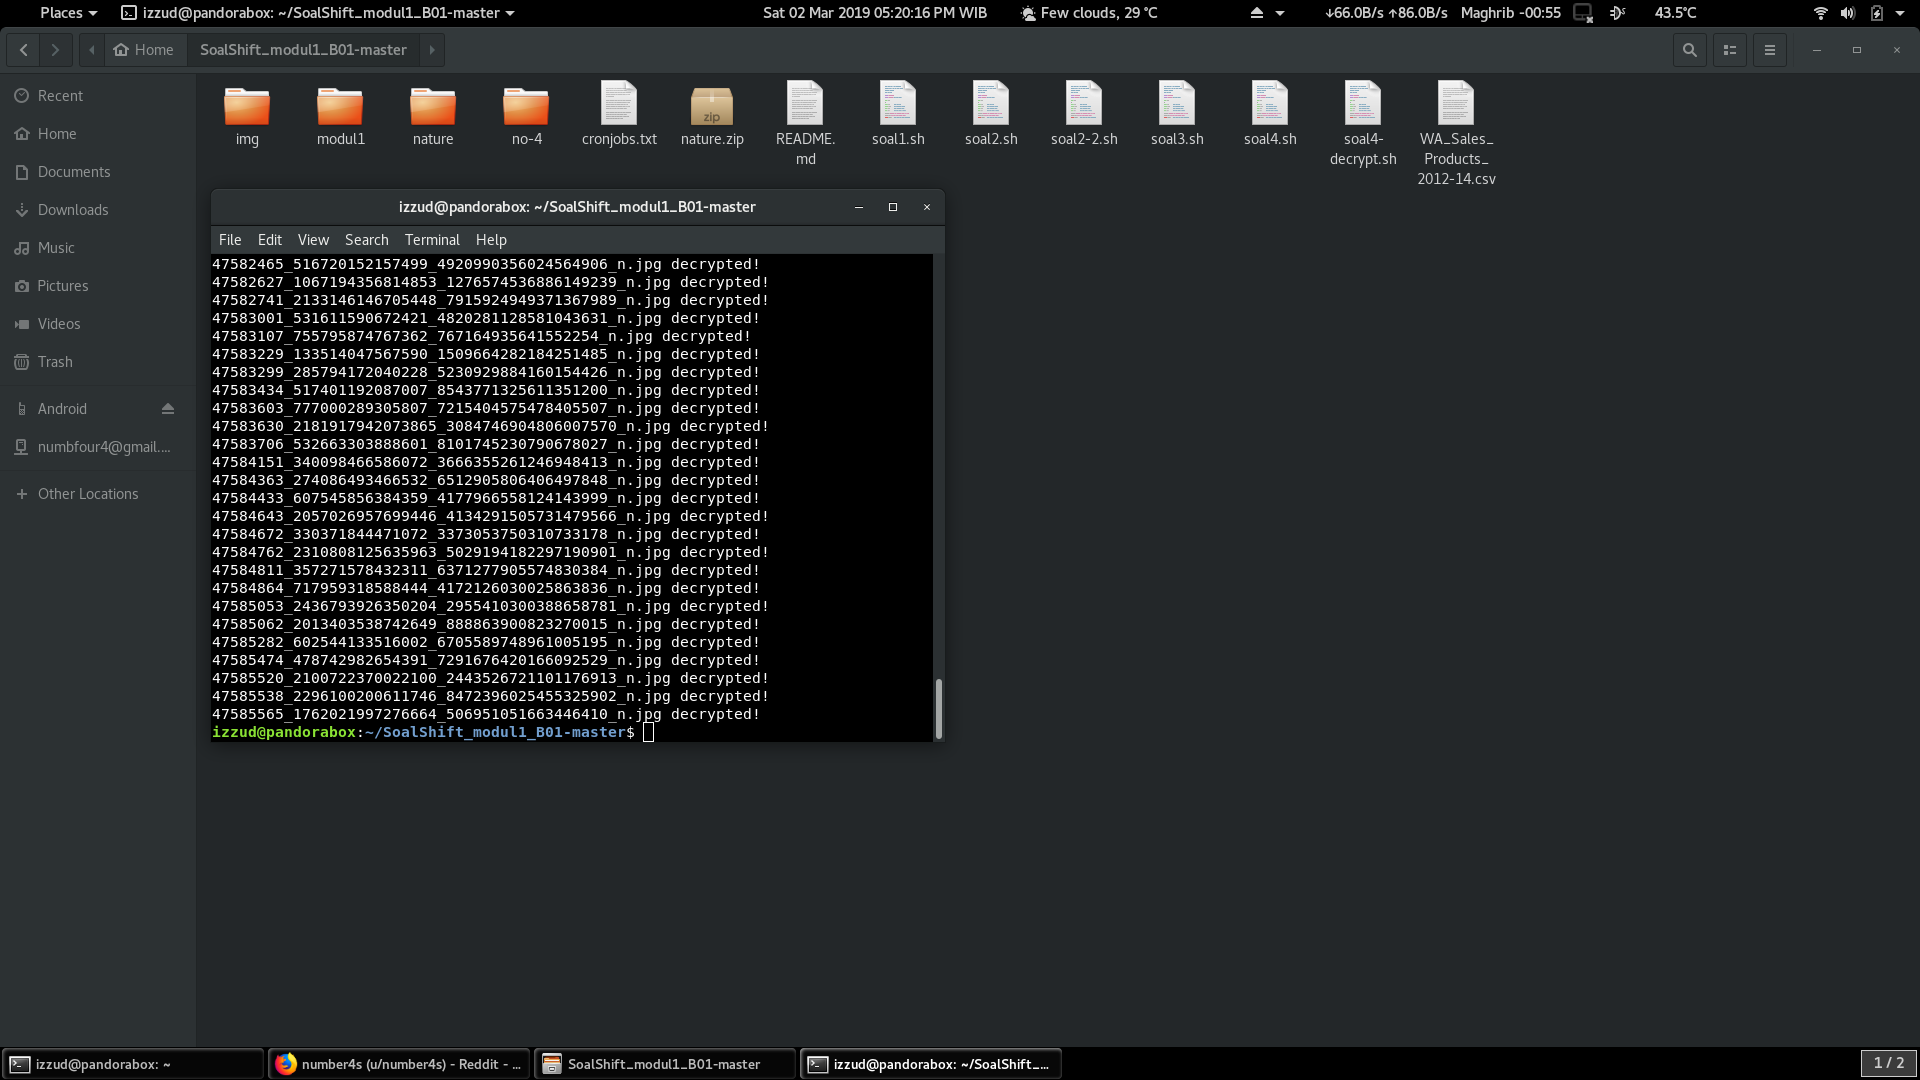 Places izzud@pandorabox: ~/SoalShift_modul1_B01-master Sat 02 Mar 2019 05:20:16 PM WIB Few clouds, 29 °C ↓66.0B/s ↑86.0B/s Maghrib -00:55 43.5°C
Home SoalShift_modul1_B01-master
Recent
Home
Documents
Downloads
Music
Pictures
Videos
Trash
Android
numbfour4@gmail....
+ Other Locations
img modul1 nature no-4 cronjobs.txt nature.zip README. soal1.sh soal2.sh soal2-2.sh soal3.sh soal4.sh soal4- WA_Sales_
md decrypt.sh Products_
2012-14.csv
zip
izzud@pandorabox: ~/SoalShift_modul1_B01-master
File Edit View Search Terminal Help
47582465_516720152157499_4920990356024564906_n.jpg decrypted!
47582627_1067194356814853_1276574536886149239_n.jpg decrypted!
47582741_2133146146705448_7915924949371367989_n.jpg decrypted!
47583001_531611590672421_4820281128581043631_n.jpg decrypted!
47583107_755795874767362_767164935641552254_n.jpg decrypted!
47583229_133514047567590_1509664282184251485_n.jpg decrypted!
47583299_285794172040228_5230929884160154426_n.jpg decrypted!
47583434_517401192087007_8543771325611351200_n.jpg decrypted!
47583603_777000289305807_7215404575478405507_n.jpg decrypted!
47583630_2181917942073865_3084746904806007570_n.jpg decrypted!
47583706_532663303888601_8101745230790678027_n.jpg decrypted!
47584151_340098466586072_3666355261246948413_n.jpg decrypted!
47584363_274086493466532_6512905806406497848_n.jpg decrypted!
47584433_607545856384359_4177966558124143999_n.jpg decrypted!
47584643_2057026957699446_4134291505731479566_n.jpg decrypted!
47584672_330371844471072_3373053750310733178_n.jpg decrypted!
47584762_2310808125635963_5029194182297190901_n.jpg decrypted!
47584811_357271578432311_6371277905574830384_n.jpg decrypted!
47584864_717959318588444_4172126030025863836_n.jpg decrypted!
47585053_2436793926350204_2955410300388658781_n.jpg decrypted!
47585062_2013403538742649_888863900823270015_n.jpg decrypted!
47585282_602544133516002_6705589748961005195_n.jpg decrypted!
47585474_478742982654391_7291676420166092529_n.jpg decrypted!
47585520_2100722370022100_2443526721101176913_n.jpg decrypted!
47585538_2296100200611746_8472396025455325902_n.jpg decrypted!
47585565_1762021997276664_506951051663446410_n.jpg decrypted!
izzud@pandorabox:~/SoalShift_modul1_B01-master$
izzud@pandorabox: ~ number4s (u/number4s) - Reddit - ... SoalShift_modul1_B01-master izzud@pandorabox: ~/SoalShift_... 1 / 2